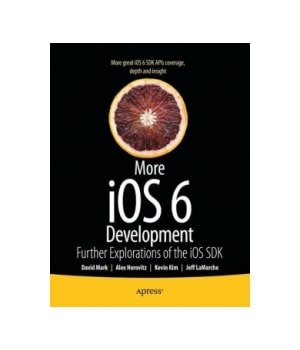 More great iOS 6 SDK APIs coverage,
depth and insight
More
iOS 6
Development
Further Explorations of the iOS SDK
David Mark | Alex Horovitz | Kevin Kim | Jeff LaMarche
Apress®